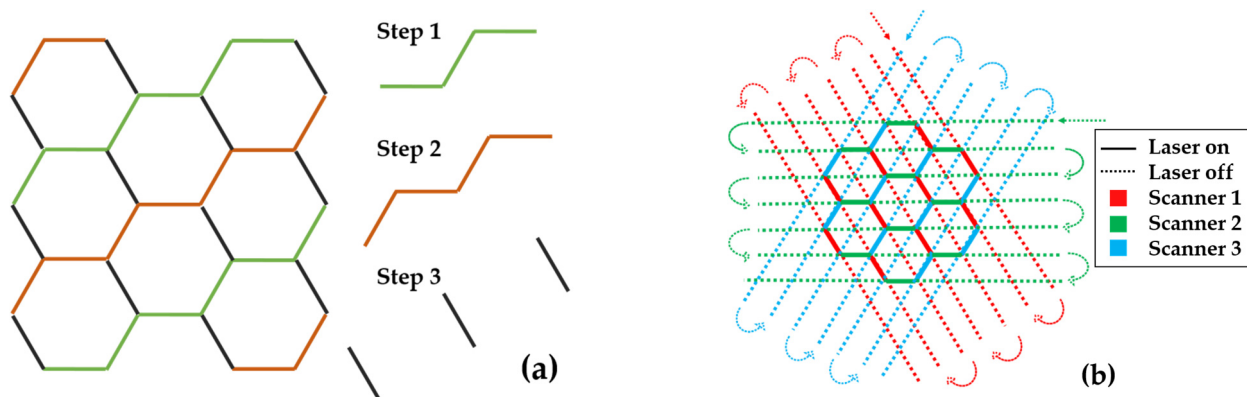 Step 1
Step 2
Step 3
(a)
Laser on
Laser off
Scanner 1
Scanner 2
Scanner 3
(b)